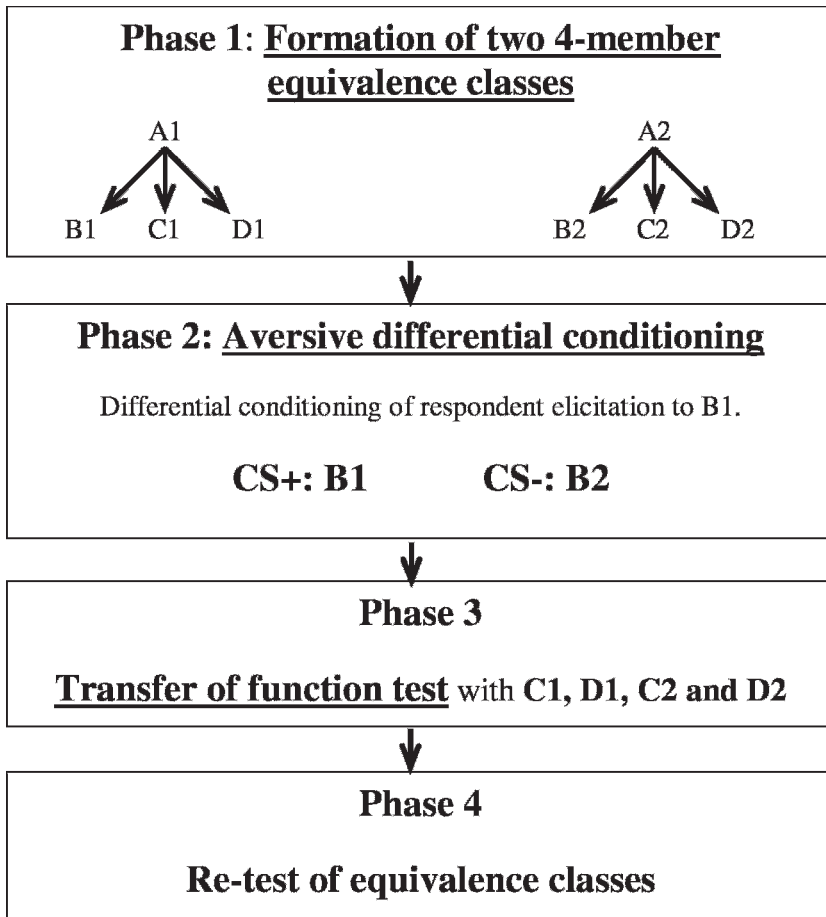 Phase 1: Formation of two 4-member
equivalence classes
A1 A2
B1 C1 D1 B2 C2 D2
Phase 2: Aversive differential conditioning
Differential conditioning of respondent elicitation to B1.
CS+: B1 CS-: B2
Phase 3
Transfer of function test with C1, D1, C2 and D2
Phase 4
Re-test of equivalence classes